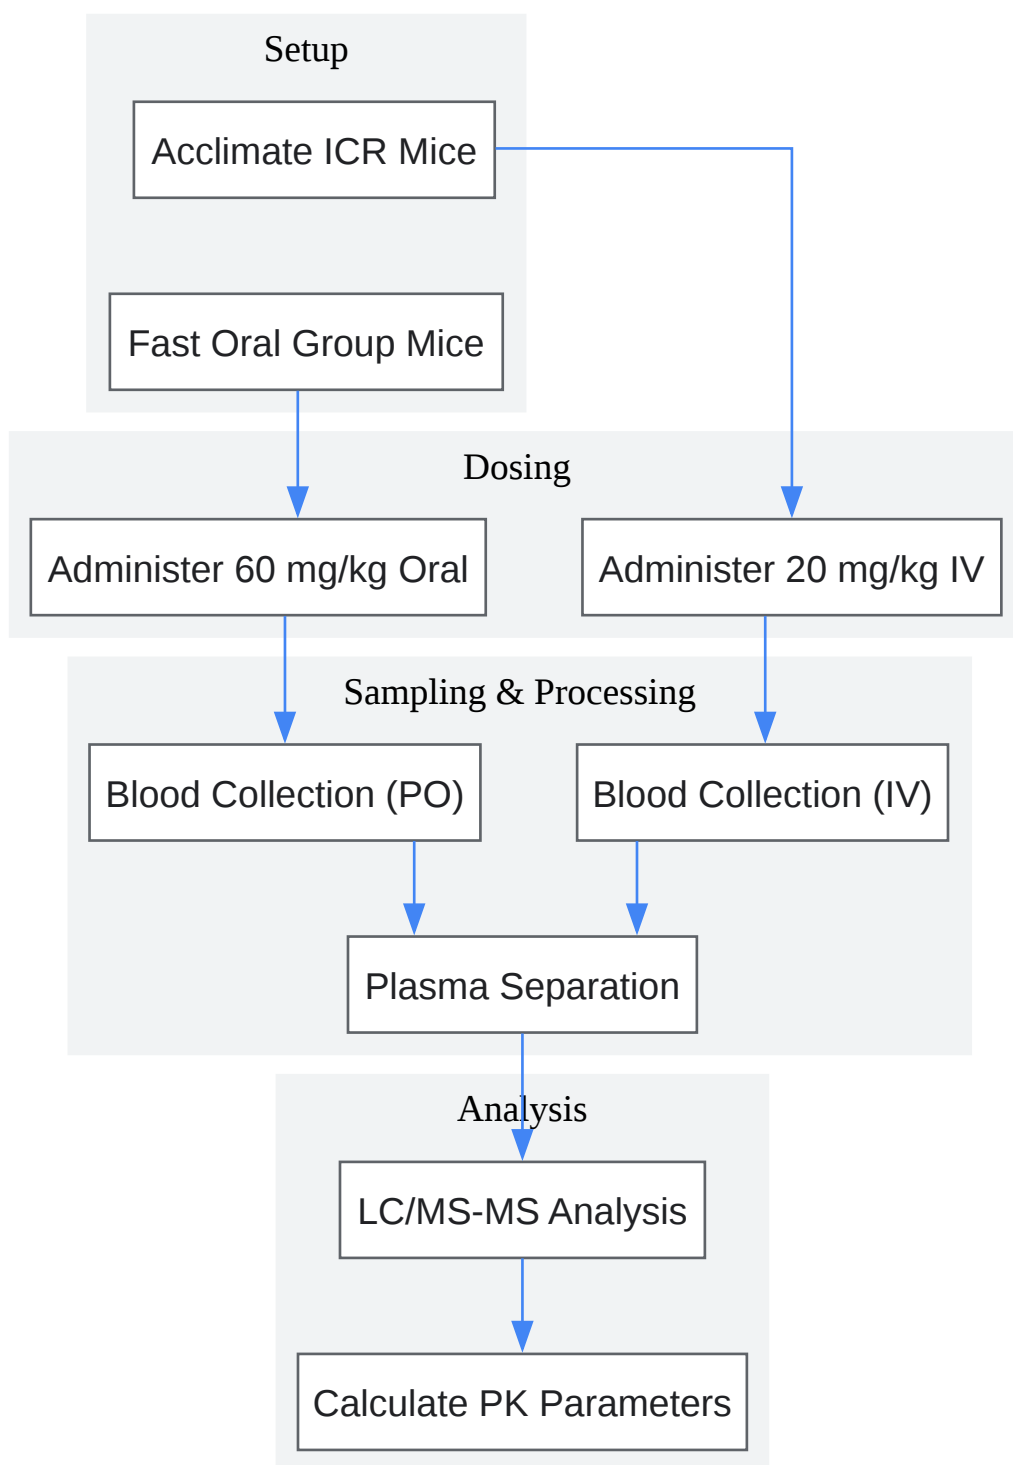 Setup
Acclimate ICR Mice
Fast Oral Group Mice
Dosing
Administer 60 mg/kg Oral
Administer 20 mg/kg IV
Sampling & Processing
Blood Collection (PO)
Blood Collection (IV)
Plasma Separation
Analysis
LC/MS-MS Analysis
Calculate PK Parameters